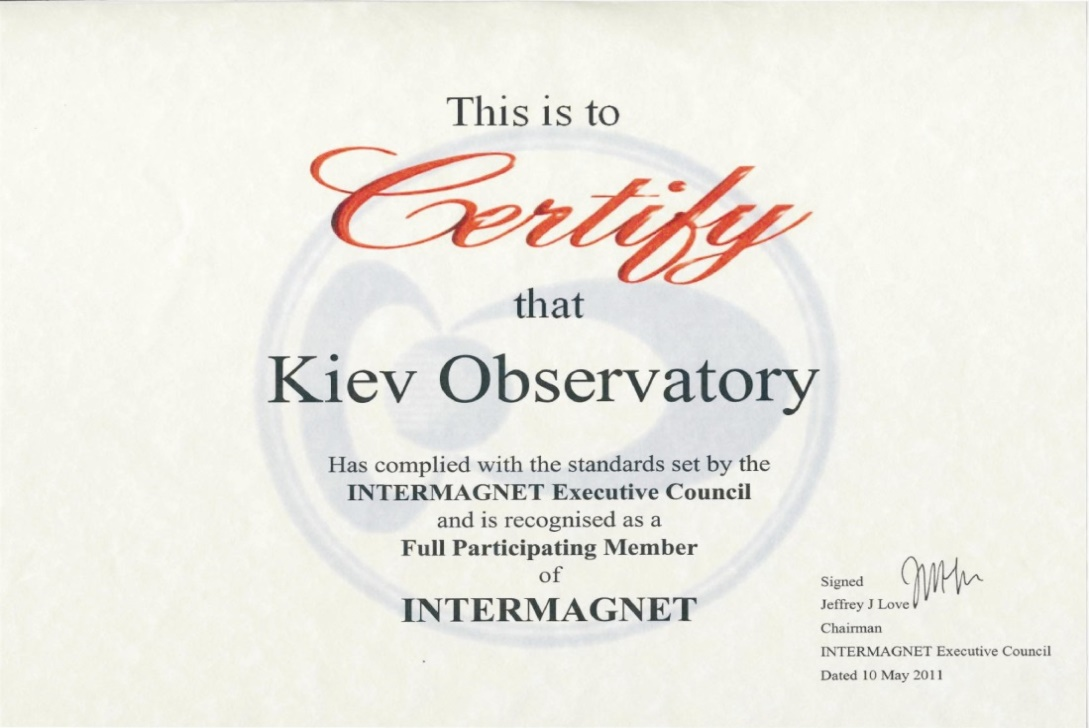 This is to
Certify
that
Kiev Observatory
Has complied with the standards set by the
INTERMAGNET Executive Council
and is recognised as a
Full Participating Member
of
INTERMAGNET
Signed
Jeffrey J Love
Chairman
INTERMAGNET Executive Council
Dated 10 May 2011